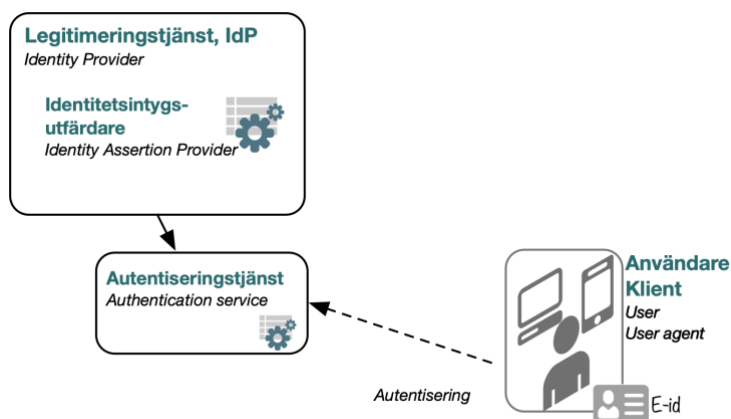 Legitimeringstjänst, IdP
Identity Provider
Identitetsintygs-
utfärdare
Identity Assertion Provider
Autentiseringstjänst
Authentication service
Användare
Klient
User
User agent
Autentisering
E-id